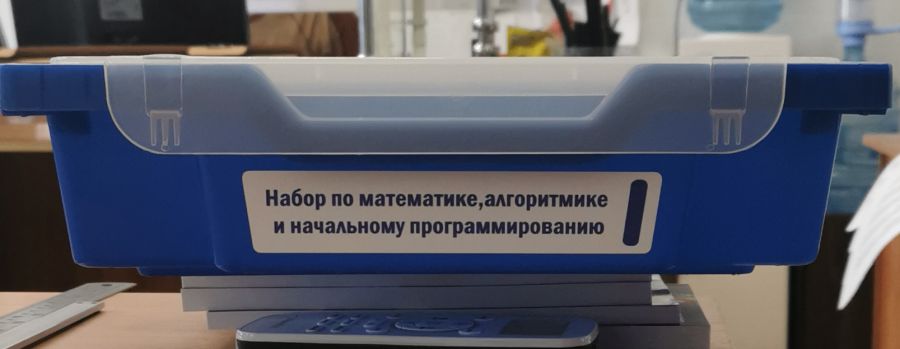 Набор по математике,алгоритмике
и начальному программированию